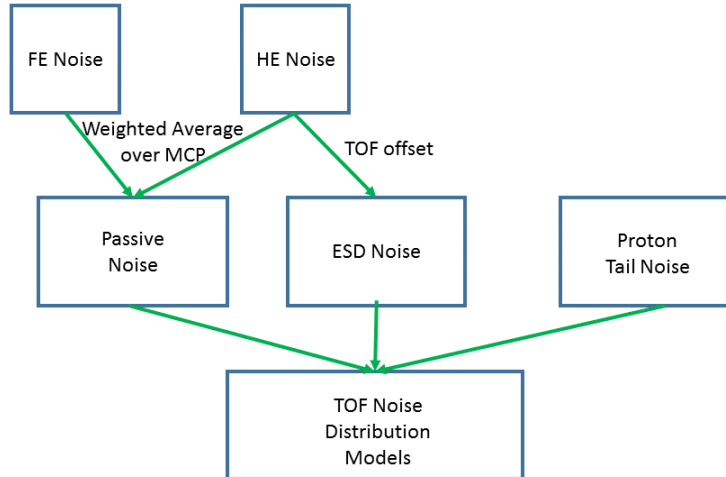 FE Noise
HE Noise
Weighted Average
over MCP
TOF offset
Passive
Noise
ESD Noise
Proton
Tail Noise
TOF Noise
Distribution
Models